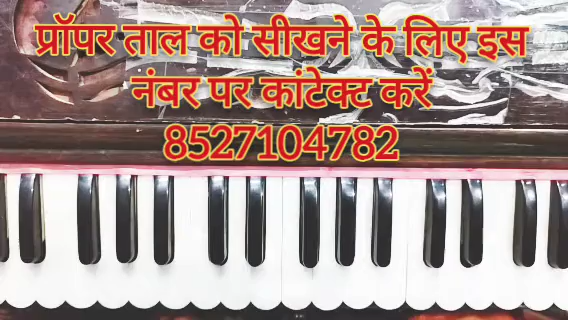 प्रॉपर ताल को सीखने के लिए इस
नंबर पर कांटेक्ट करें
8527104782